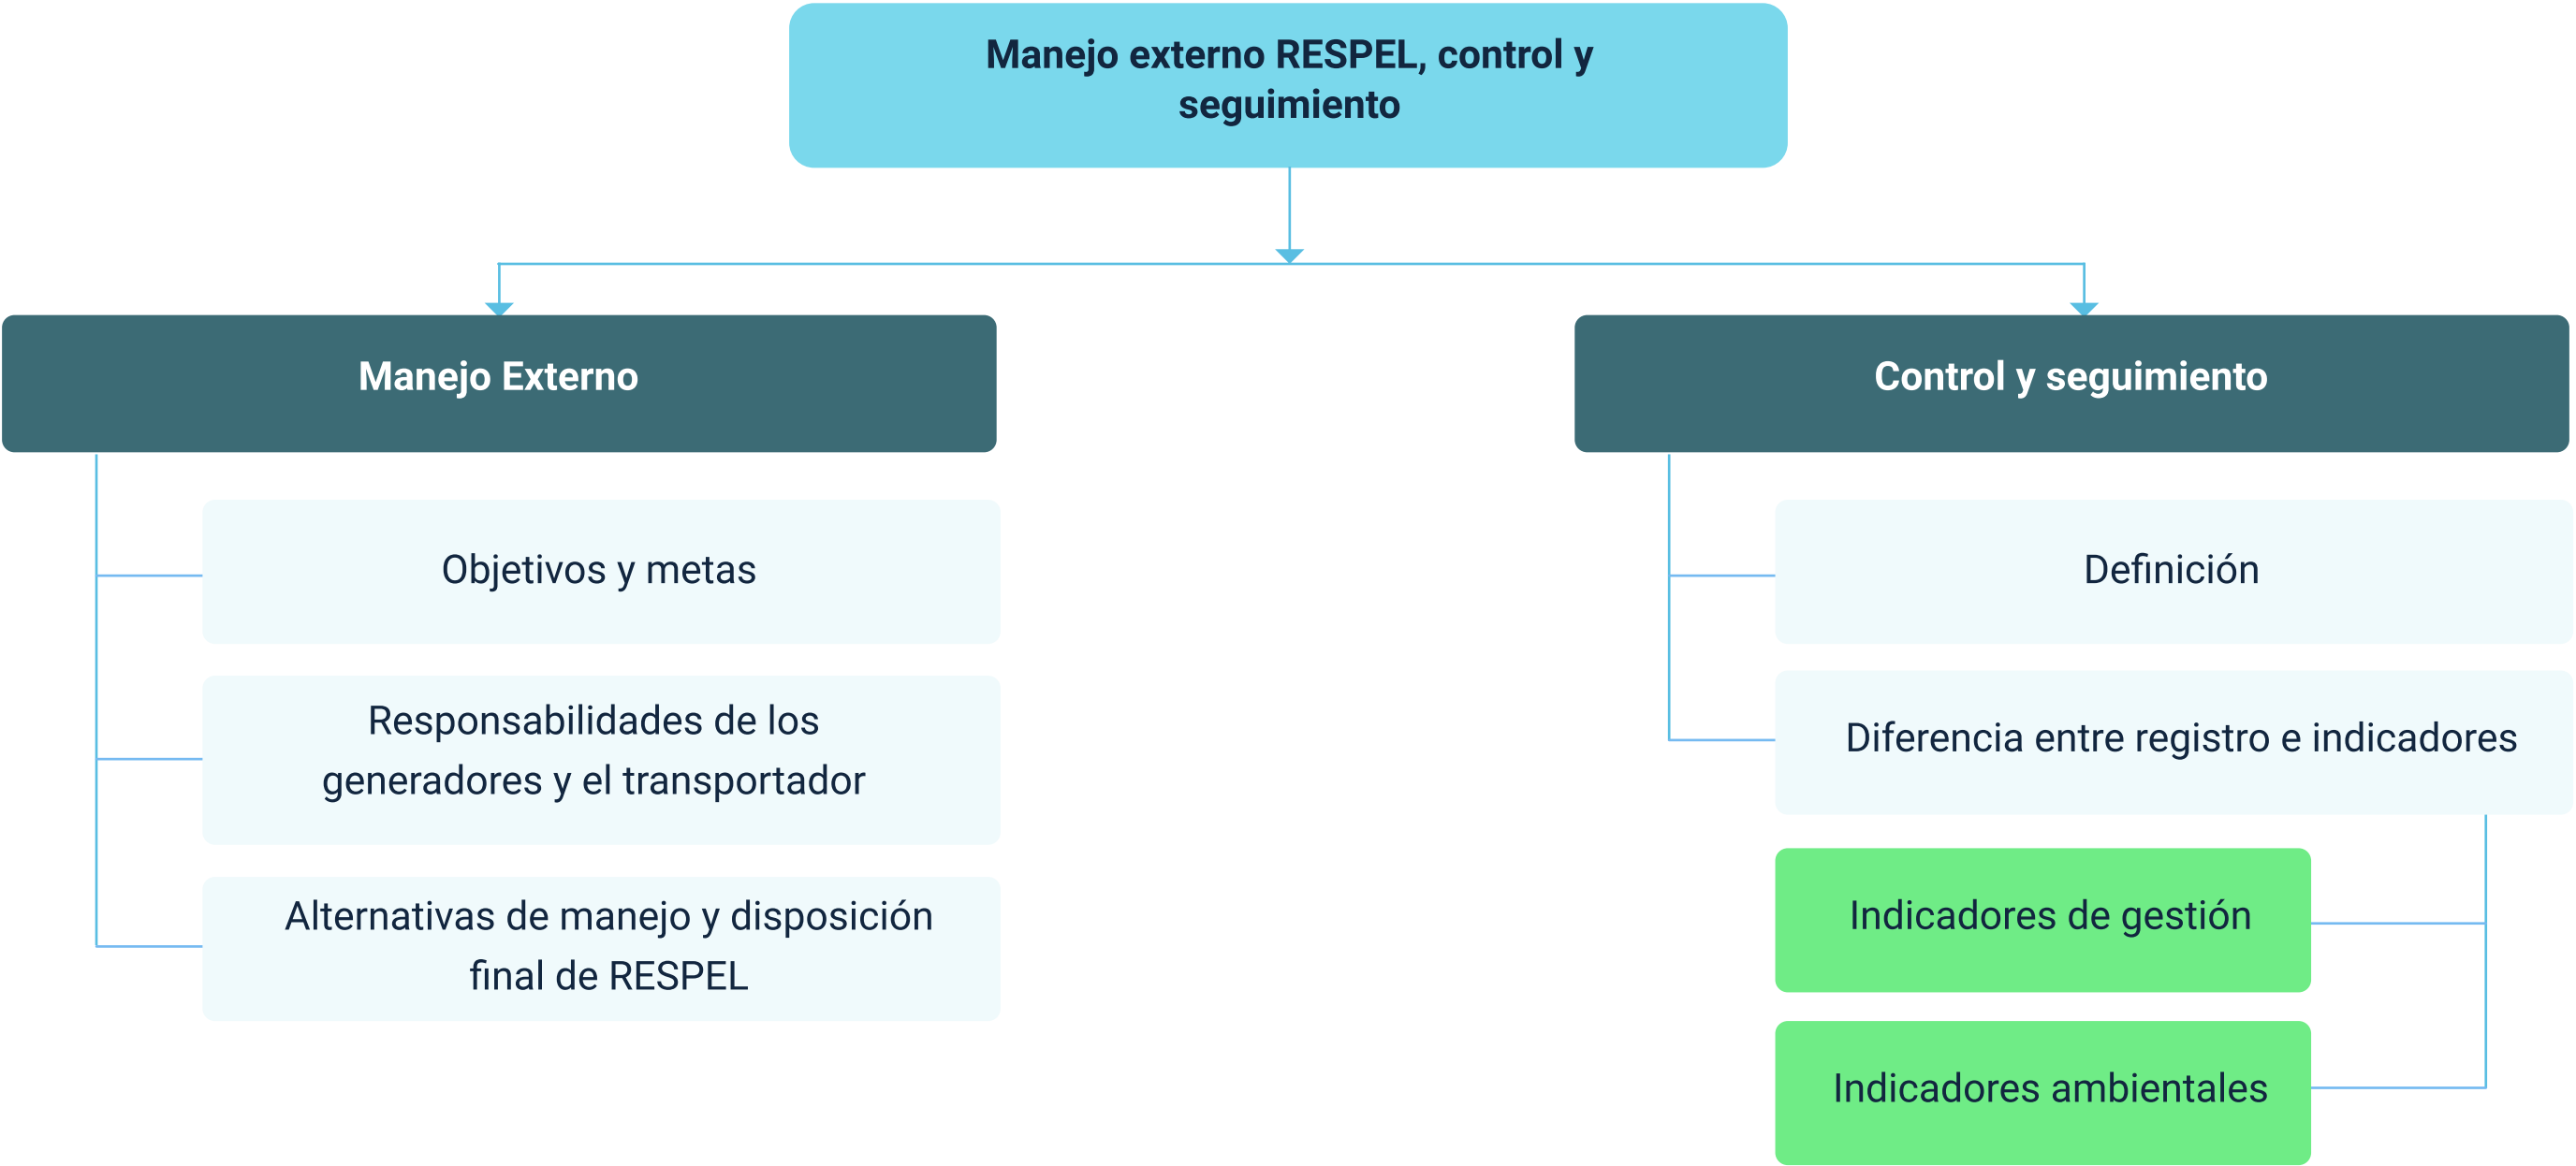 Manejo externo RESPEL, control y
seguimiento
Manejo Externo
Objetivos y metas
Responsabilidades de los
generadores y el transportador
Alternativas de manejo y disposición
final de RESPEL
Control y seguimiento
Definición
Diferencia entre registro e indicadores
Indicadores de gestión
Indicadores ambientales